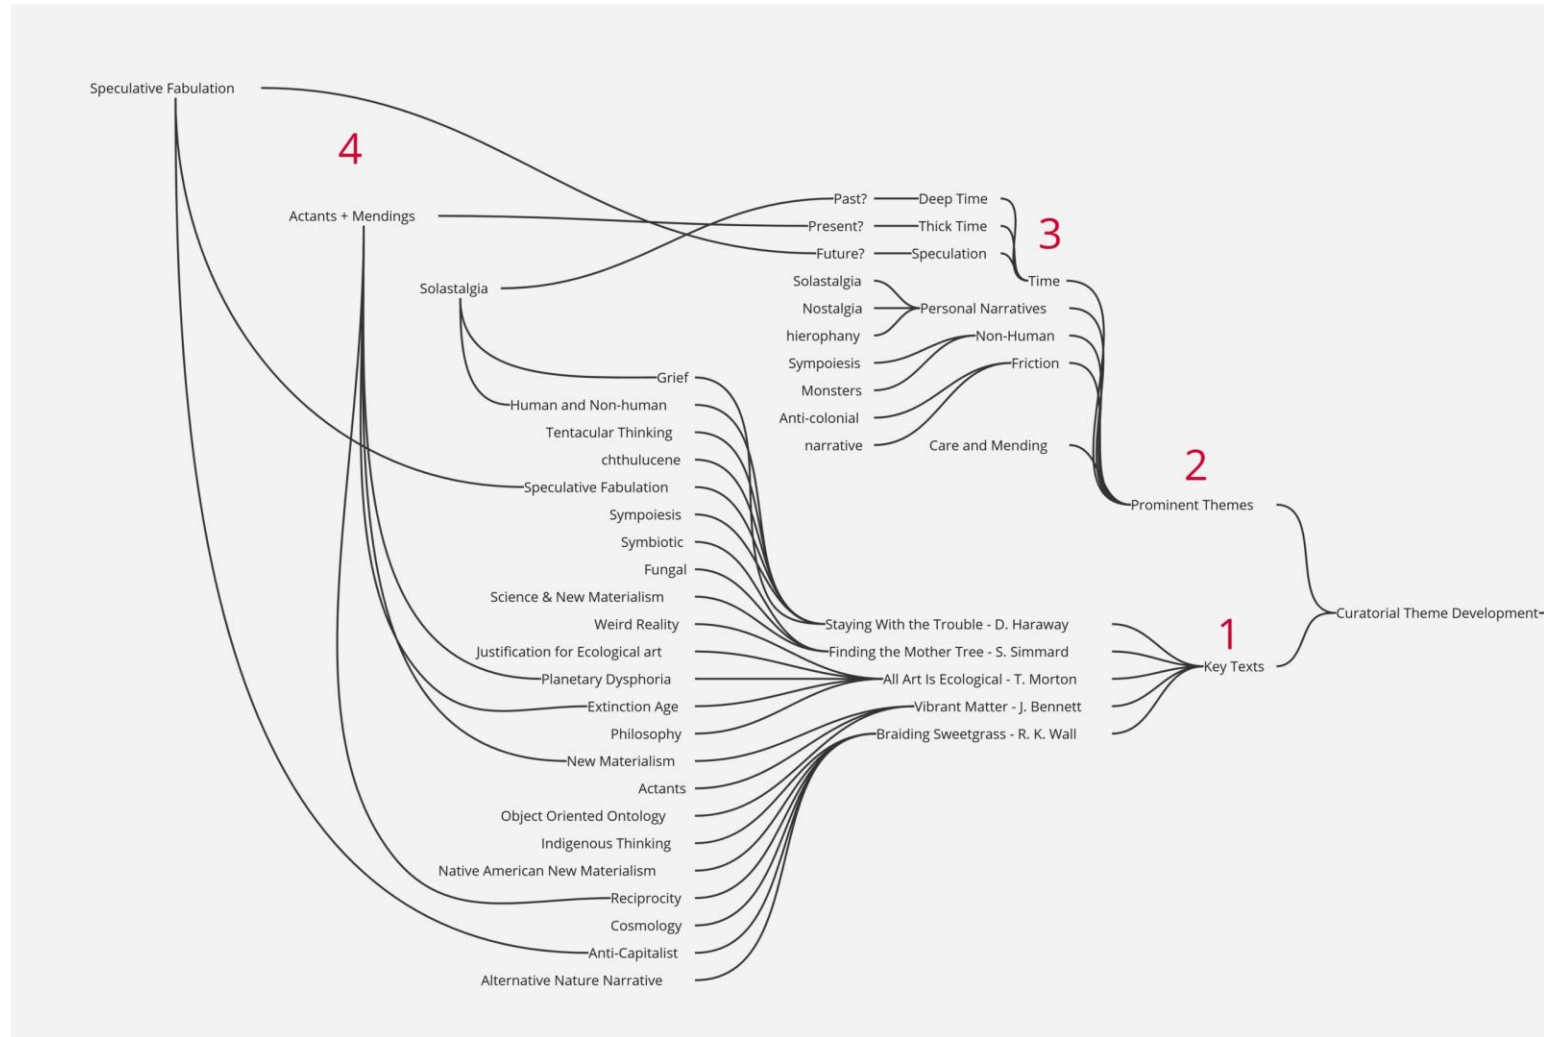 Speculative Fabulation
4
Actants + Mendings
Solastalgia
Past?
Deep Time
Present?
Thick Time
Future?
Speculation
3
Time
Solastalgia
Nostalgia
hierophany
Personal Narratives
Sympoiesis
Monsters
Non-Human
Anti-colonial
narrative
Friction
Care and Mending
2
Prominent Themes
Grief
Human and Non-human
Tentacular Thinking
chthulucene
Speculative Fabulation
Sympoiesis
Symbiotic
Fungal
Science & New Materialism
Weird Reality
Justification for Ecological art
Planetary Dysphoria
Extinction Age
Philosophy
New Materialism
Actants
Object Oriented Ontology
Indigenous Thinking
Native American New Materialism
Reciprocity
Cosmology
Anti-Capitalist
Alternative Nature Narrative
Staying With the Trouble - D. Haraway
Finding the Mother Tree - S. Simmard
All Art Is Ecological - T. Morton
Vibrant Matter - J. Bennett
Braiding Sweetgrass - R. K. Wall
1
Key Texts
Curatorial Theme Development